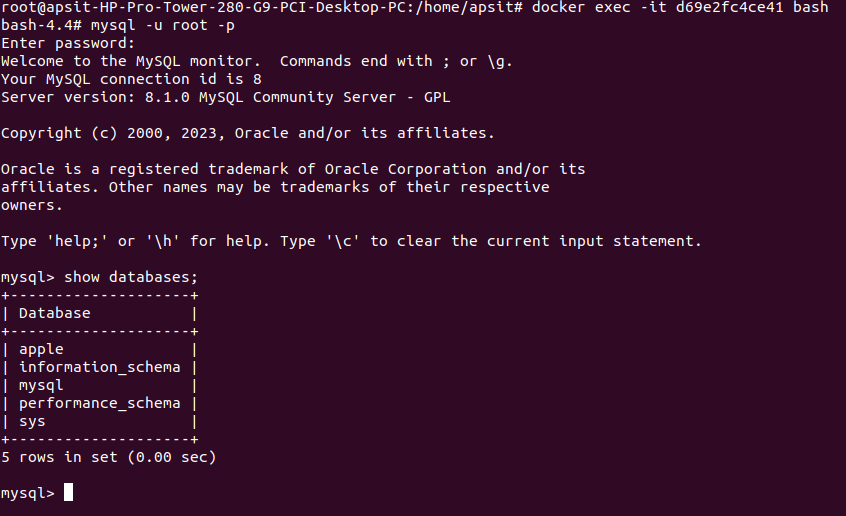 root@apsit-HP-Pro-Tower-280-G9-PCI-Desktop-PC:/home/apsit# docker exec -it d69e2fc4ce41 bash
bash-4.4# mysql -u root -p
Enter password:
Welcome to the MySQL monitor.  Commands end with ; or \g.
Your MySQL connection id is 8
Server version: 8.1.0 MySQL Community Server - GPL

Copyright (c) 2000, 2023, Oracle and/or its affiliates.

Oracle is a registered trademark of Oracle Corporation and/or its
affiliates. Other names may be trademarks of their respective
owners.

Type 'help;' or '\h' for help. Type '\c' to clear the current input statement.

mysql> show databases;
+--------------------+
| Database           |
+--------------------+
| apple              |
| information_schema |
| mysql              |
| performance_schema |
| sys                |
+--------------------+
5 rows in set (0.00 sec)

mysql>